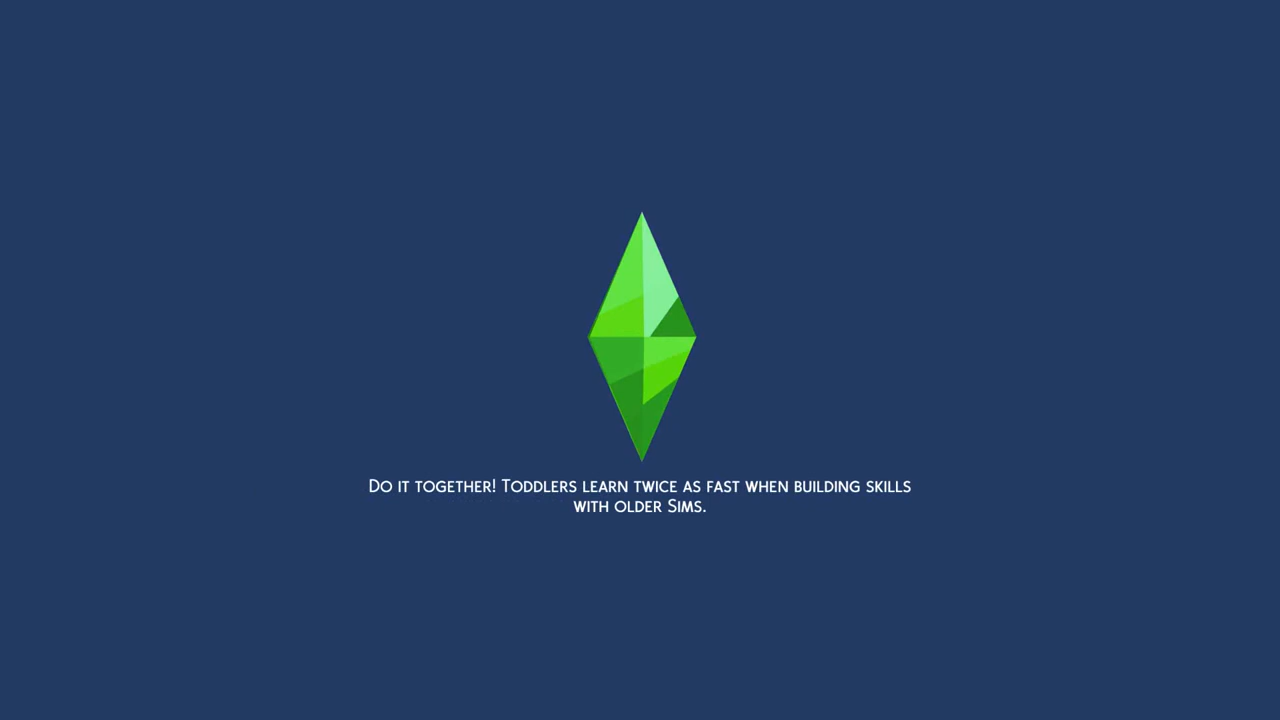 Do it together! Toddlers learn twice as fast when building skills
with older Sims.